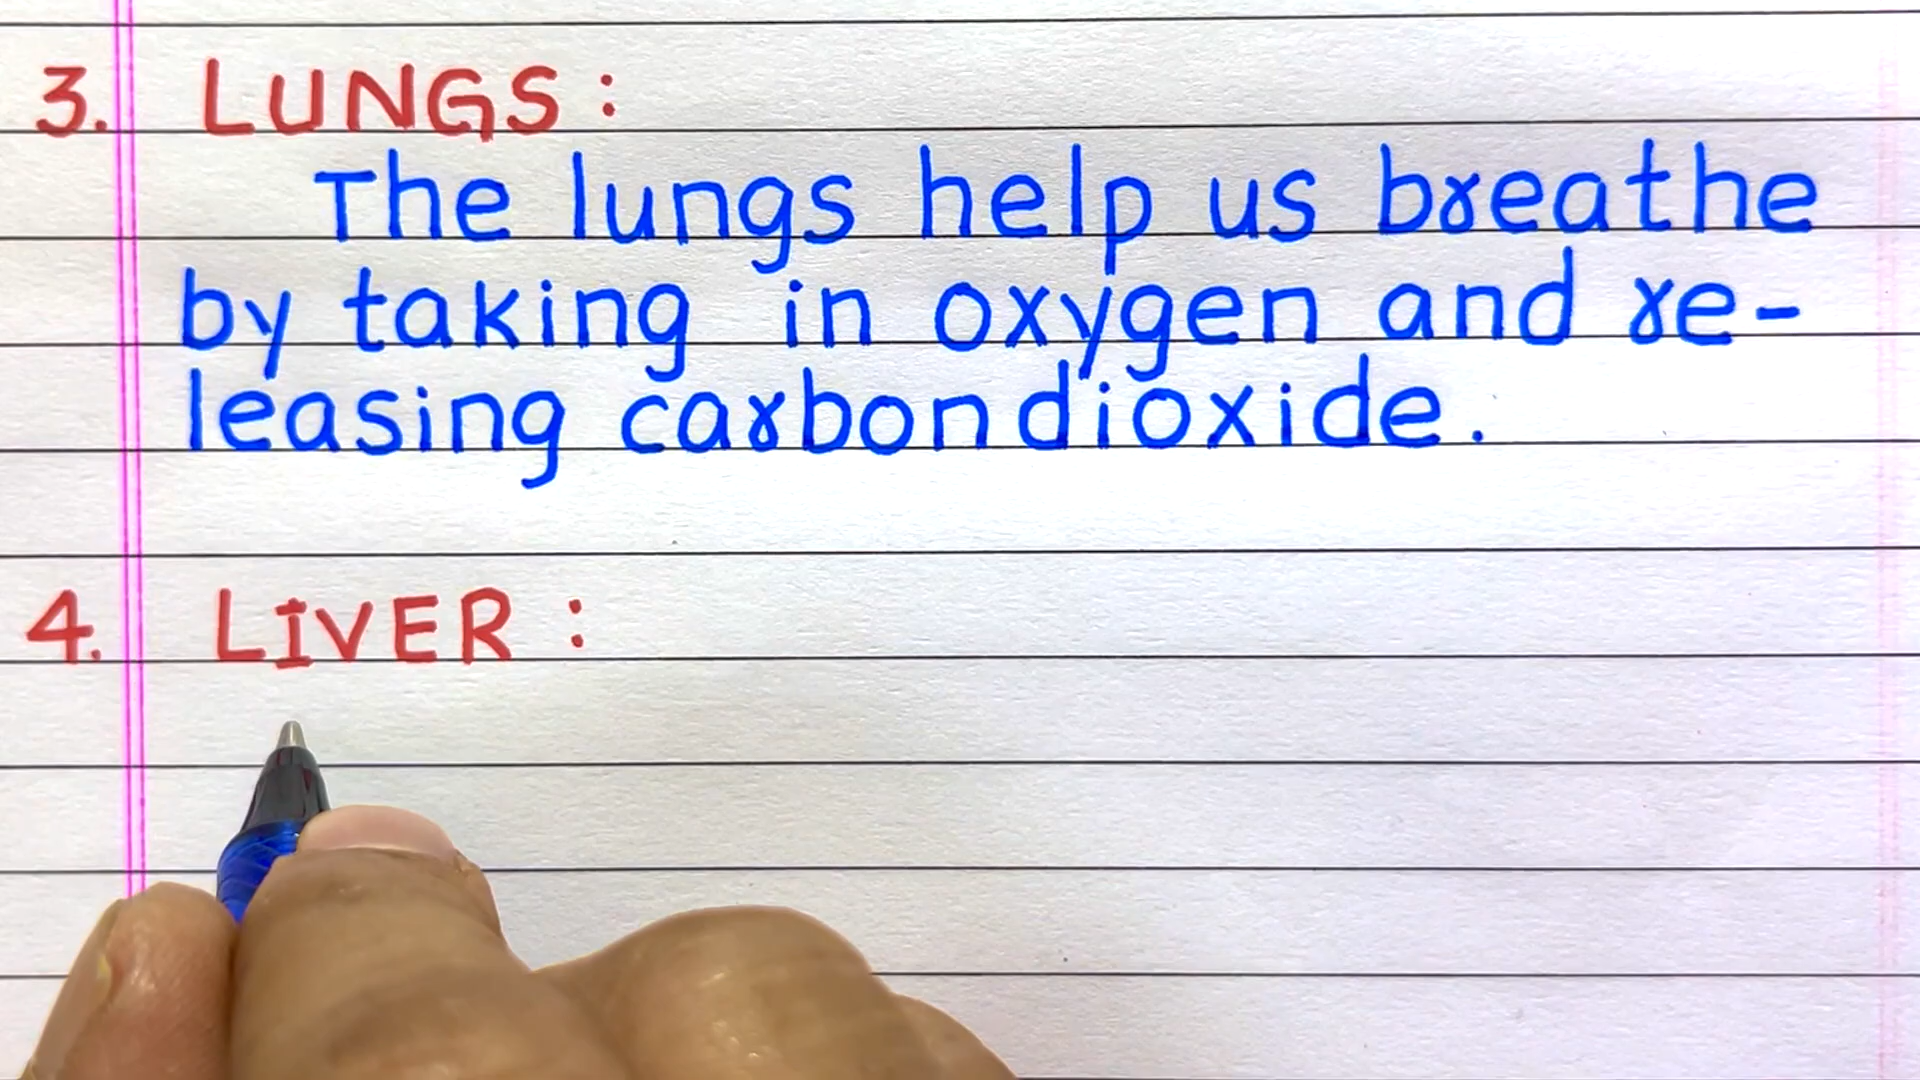 3. LUNGS :
The lungs help us breathe
by taking in oxygen and re-
leasing carbondioxide.
4. LIVER :